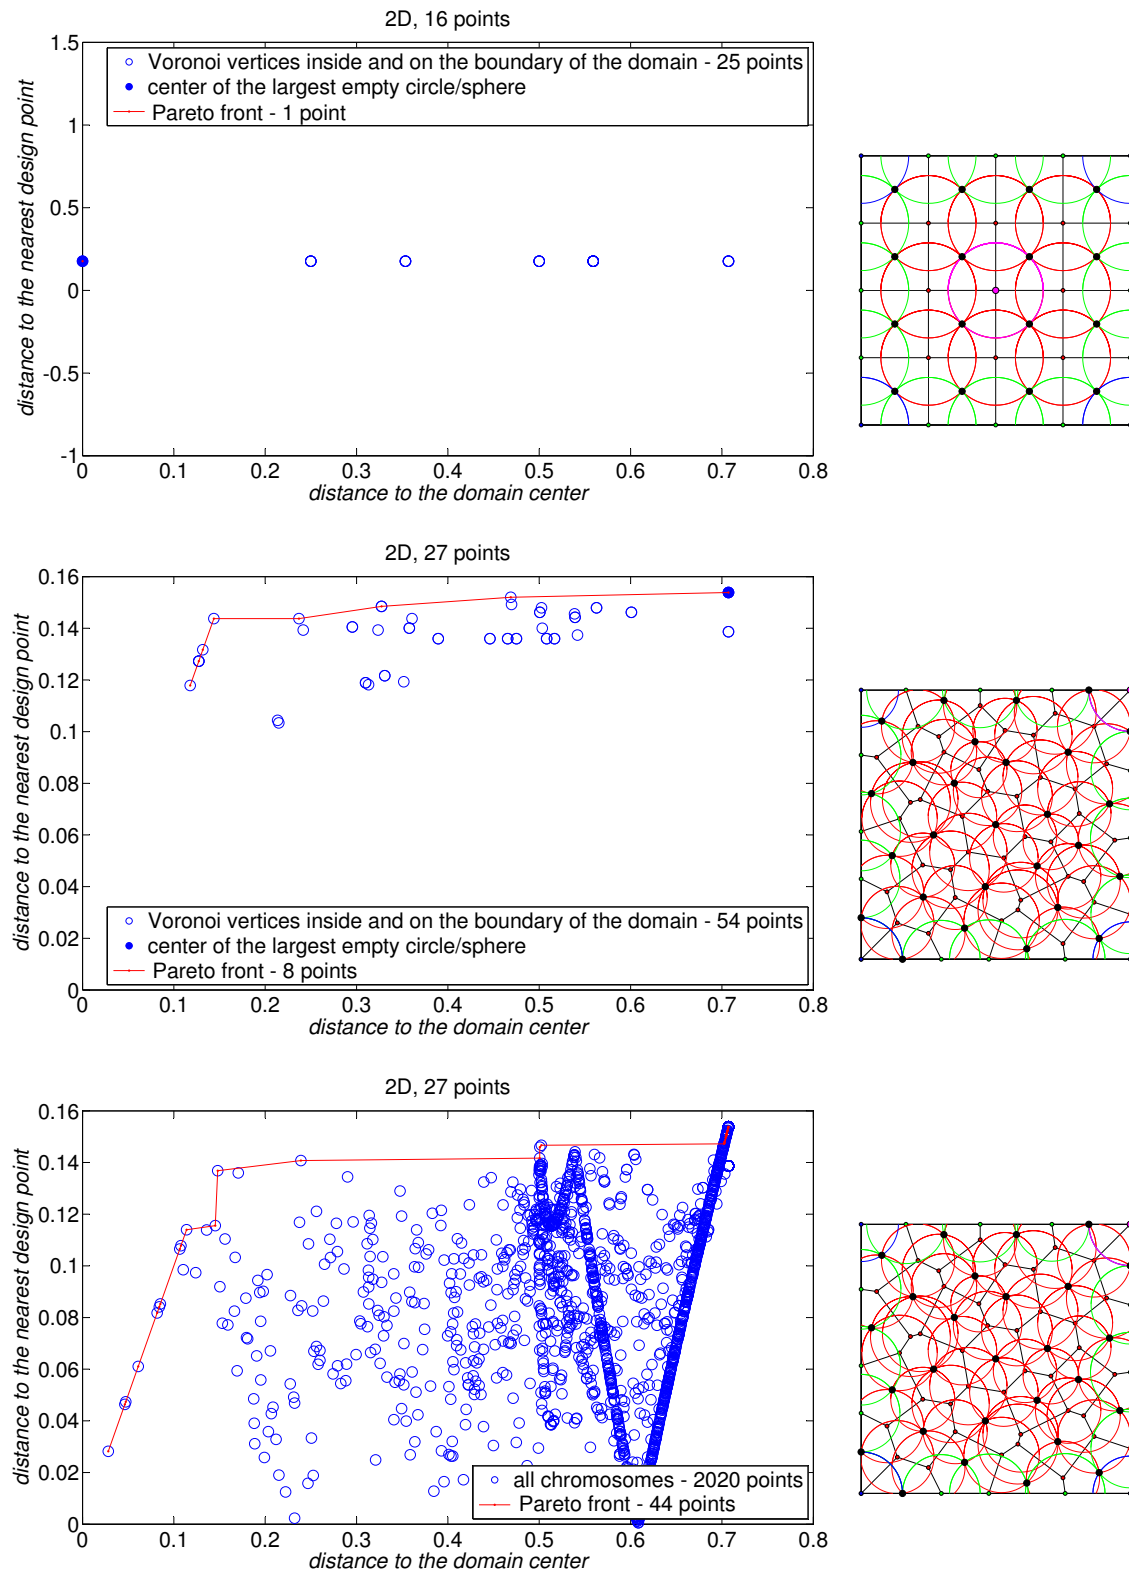 2D, 16 points
1.5
1
0.5
0
-0.5
-1
distance to the nearest design point
Voronoi vertices inside and on the boundary of the domain - 25 points
center of the largest empty circle/sphere
Pareto front - 1 point
0 0.1 0.2 0.3 0.4 0.5 0.6 0.7 0.8
distance to the domain center
2D, 27 points
0.16
0.14
0.12
0.1
0.08
0.06
0.04
0.02
0
distance to the nearest design point
Voronoi vertices inside and on the boundary of the domain - 54 points
center of the largest empty circle/sphere
Pareto front - 8 points
0 0.1 0.2 0.3 0.4 0.5 0.6 0.7 0.8
distance to the domain center
2D, 27 points
0.16
0.14
0.12
0.1
0.08
0.06
0.04
0.02
0
distance to the nearest design point
all chromosomes - 2020 points
Pareto front - 44 points
0 0.1 0.2 0.3 0.4 0.5 0.6 0.7 0.8
distance to the domain center